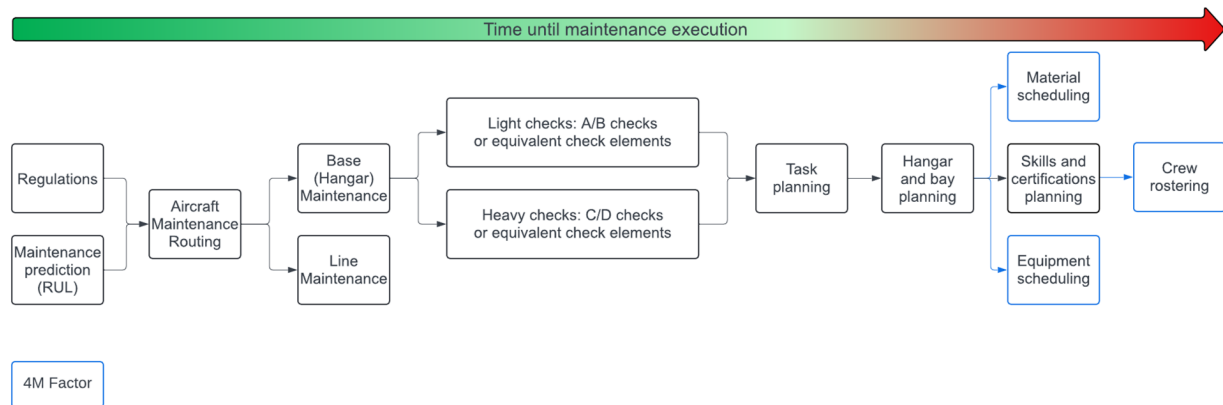 Time until maintenance execution
Regulations
Maintenance
prediction
(RUL)
Aircraft
Maintenance
Routing
Base
(Hangar)
Maintenance
Line
Maintenance
Light checks: A/B checks
or equivalent check elements
Heavy checks: C/D checks
or equivalent check elements
Task
planning
Hangar
and bay
planning
Material
scheduling
Skills and
certifications
planning
Equipment
scheduling
Crew
rostering
4M Factor